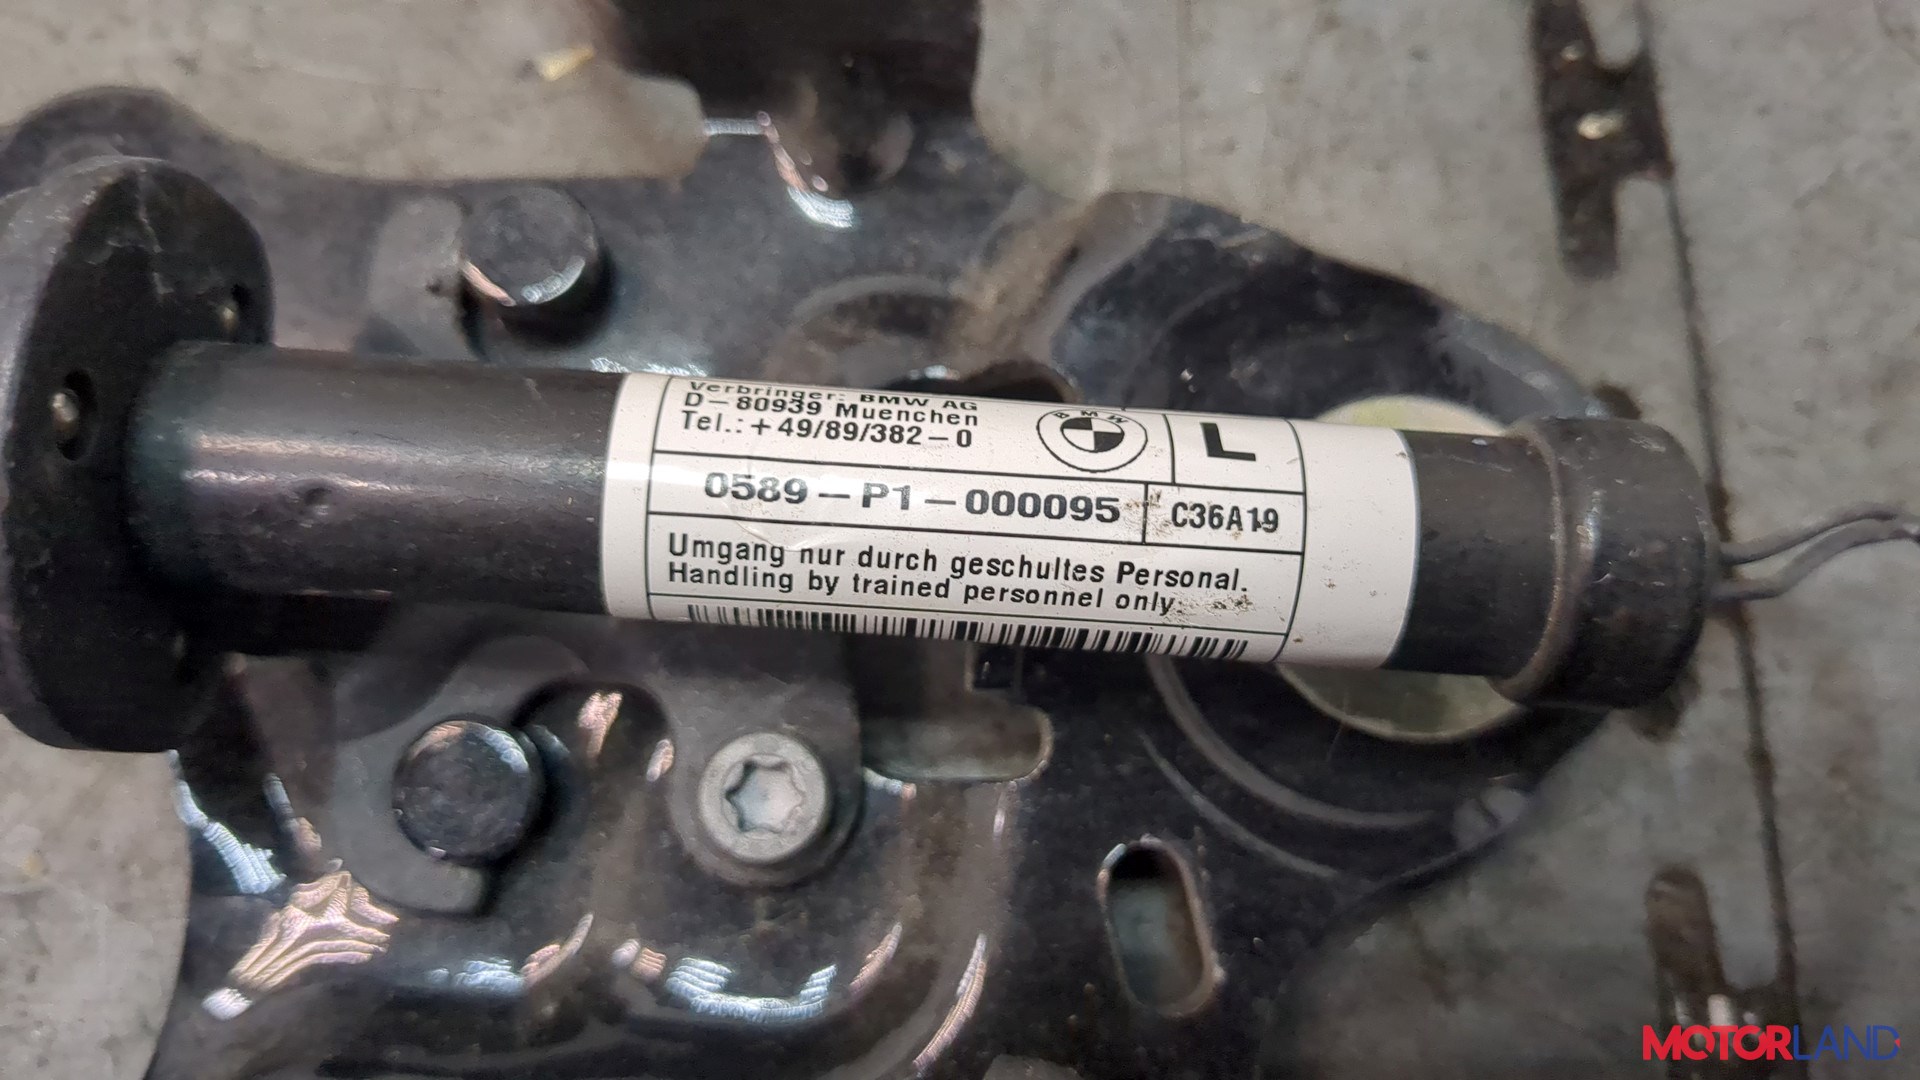 Verbringer: BMW AG
D-80939 Muenchen
Tel.: +49/89/382-0
BMW
L
0589-P1-000095
C36A19
Umgang nur durch geschultes Personal.
Handling by trained personnel only.
MOTORLAND